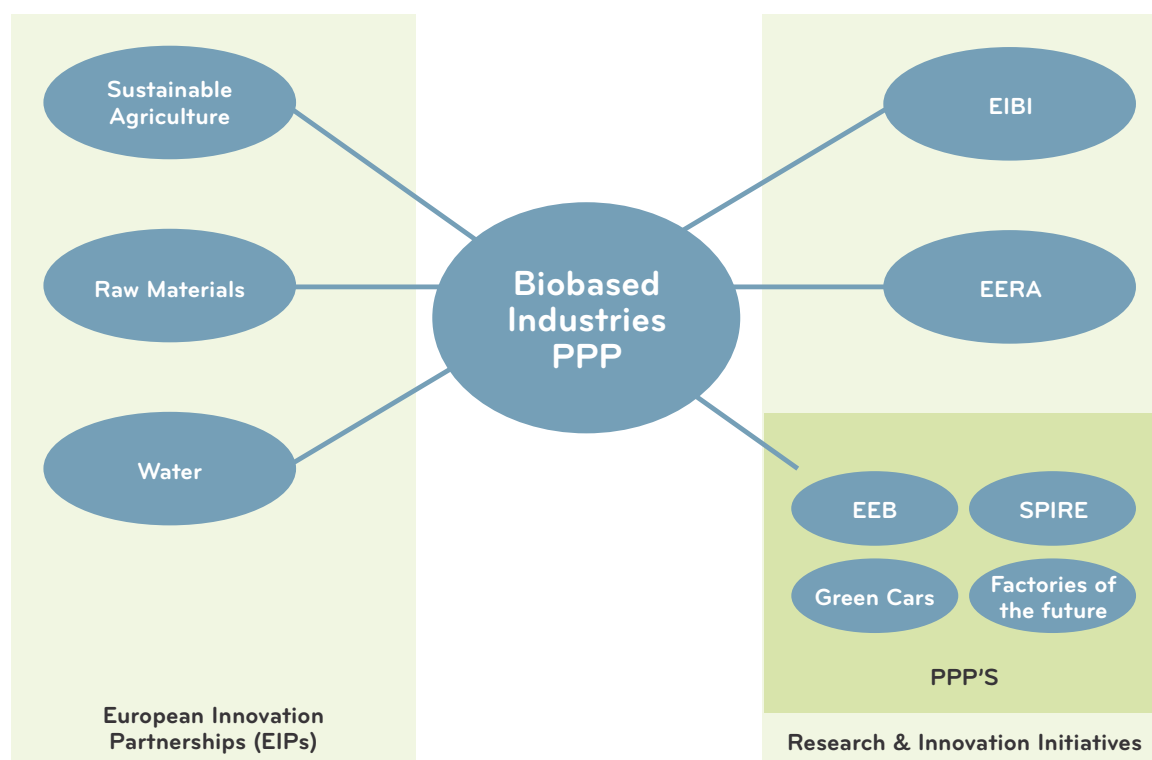 Sustainable
Agriculture
Raw Materials
Water
European Innovation
Partnerships (EIPs)
Biobased
Industries
PPP
EIBI
EERA
EEB
SPIRE
Green Cars
Factories of
the future
PPP'S
Research & Innovation Initiatives